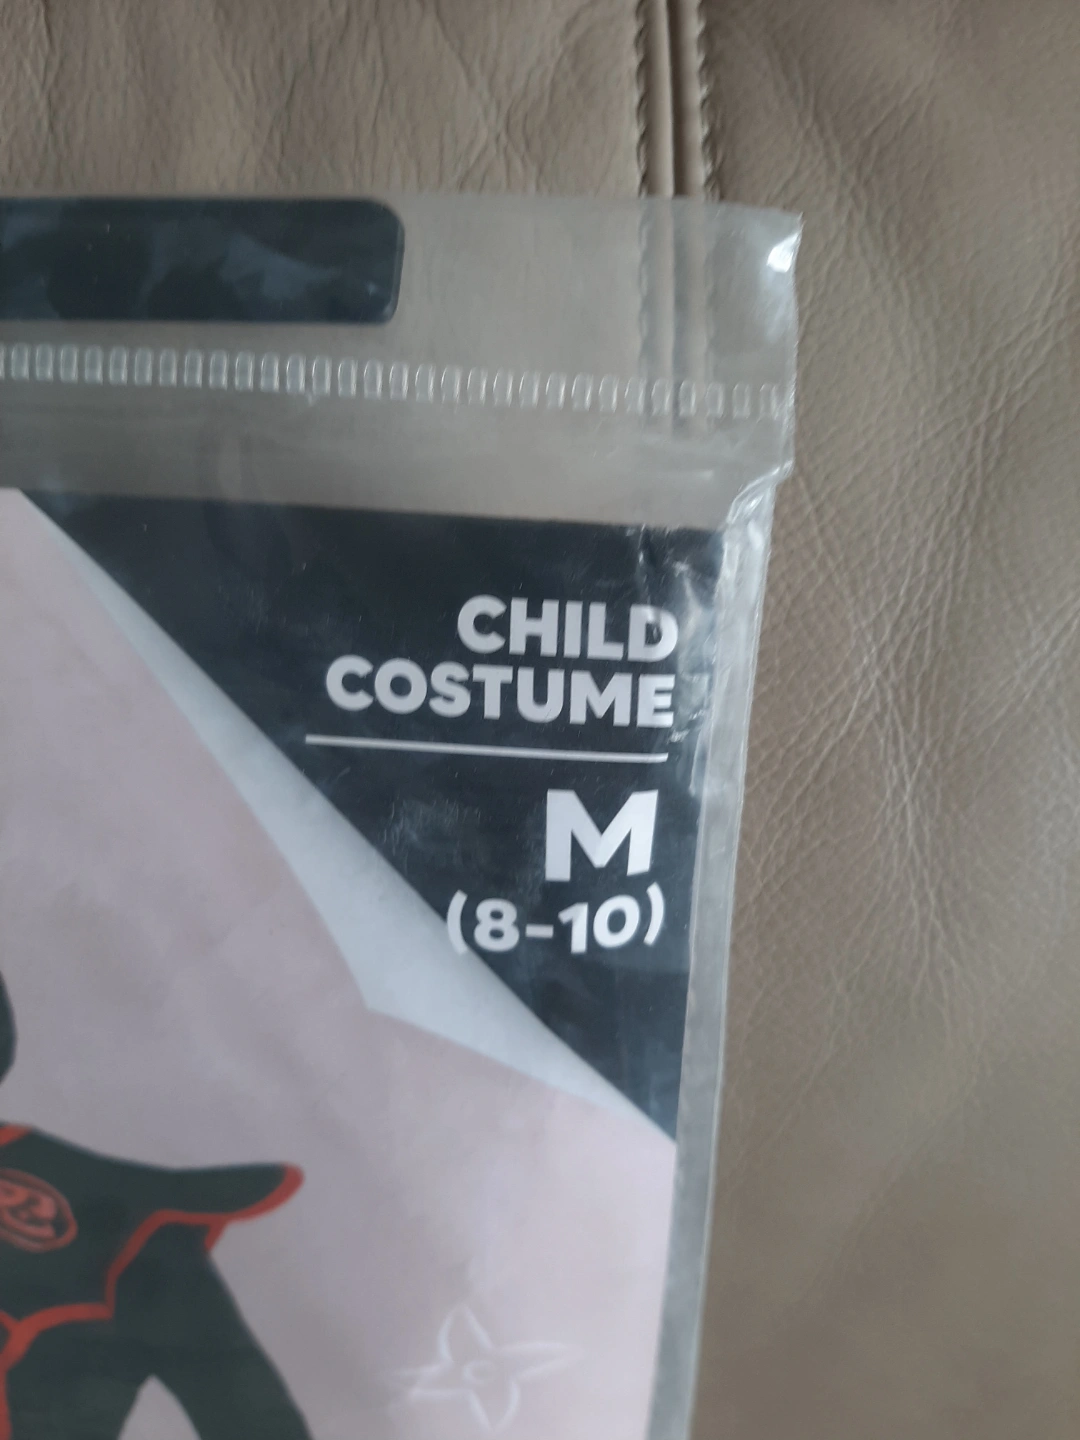 CHILD
COSTUME
M
(8-10)